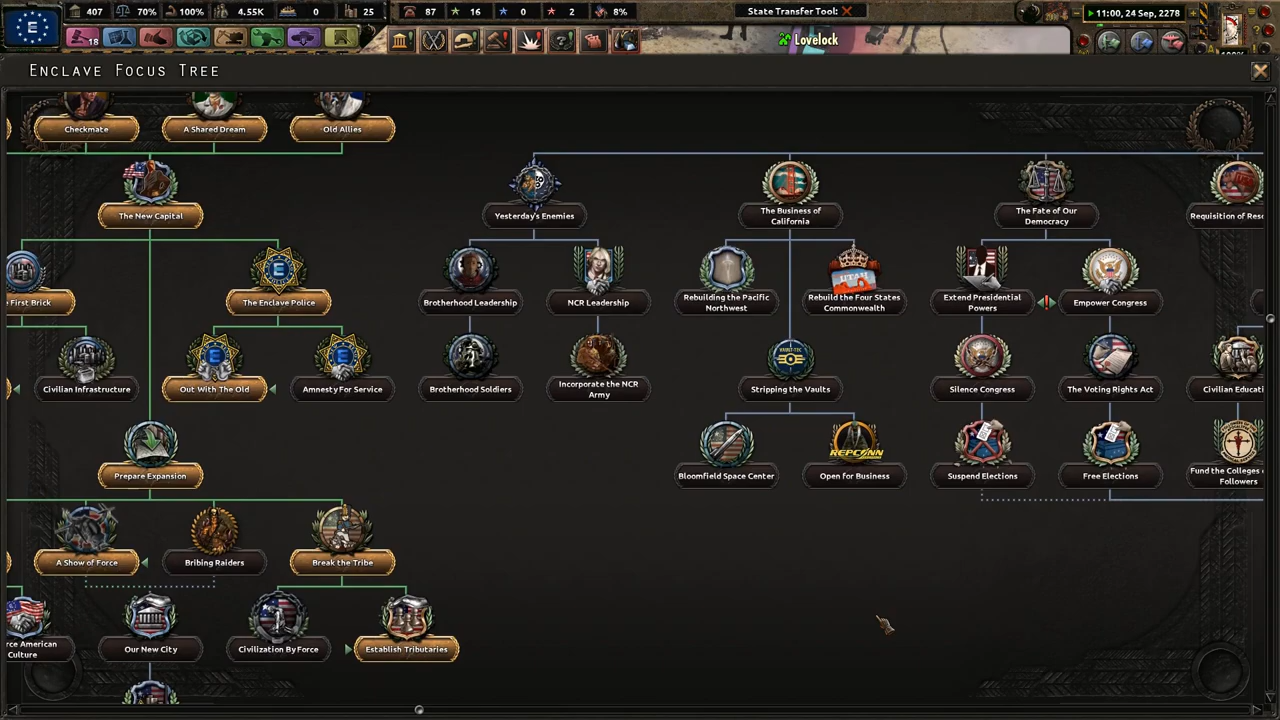 407 70% 100% 4.55K 0 25 87 16 0 2 8%
State Transfer Tool:
11:00, 24 Sep, 2278
E
18
Lovelock
ENCLAVE FOCUS TREE
Checkmate
A Shared Dream
Old Allies
The New Capital
Yesterday's Enemies
The Business of
California
The Fate of Our
Democracy
Requisition of
First Brick
The Enclave Police
Brotherhood Leadership
NCR Leadership
Rebuilding the Pacific
Northwest
UTAH
Rebuild the Four States
Commonwealth
Extend Presidential
Powers
Empower Congress
Civilian Infrastructure
Out With The Old
Amnesty For Service
Brotherhood Soldiers
Incorporate the NCR
Army
VAULT-TEC
Stripping the Vaults
Silence Congress
The Voting Rights Act
Civilian
Prepare Expansion
Bloomfield Space Center
REPCONN
Open for Business
Suspend Elections
Free Elections
Fund the Colleges
Followers
A Show of Force
Bribing Raiders
Break the Tribe
American
Culture
Our New City
Civilization By Force
Establish Tributaries